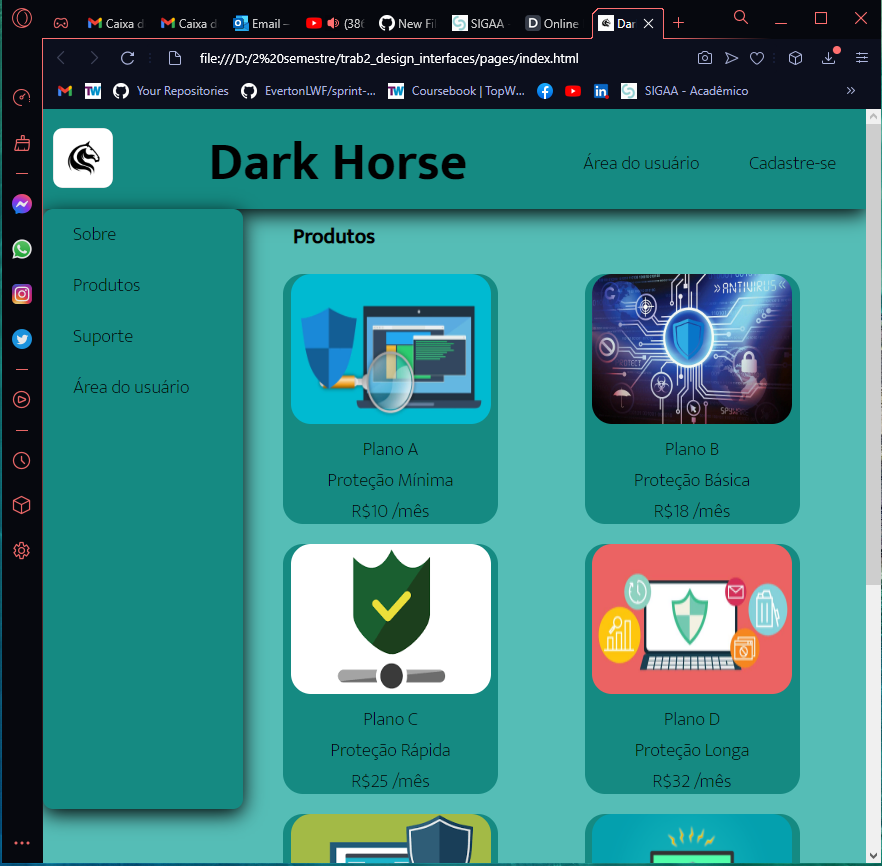 Caixa d
Caixa d
Email –
(38(
New Fi
SIGAA
Online
Dar
file:///D:/2%20semestre/trab2_design_interfaces/pages/index.html
TW
Your Repositories
EvertonLWF/sprint-...
TW
Coursebook | TopW...
SIGAA - Acadêmico
Dark Horse
Área do usuário
Cadastre-se
Sobre
Produtos
Suporte
Área do usuário
Produtos
»ANTIVIRUS«
Plano A
Proteção Mínima
R$10 /mês
Plano B
Proteção Básica
R$18 /mês
Plano C
Proteção Rápida
R$25 /mês
Plano D
Proteção Longa
R$32 /mês